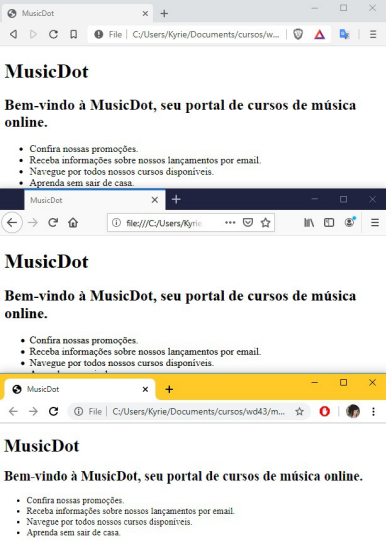 MusicDot
File | C:/Users/Kyrie/Documents/cursos/wd...
MusicDot
Bem-vindo à MusicDot, seu portal de cursos de música
online.
Confira nossas promoções.
Receba informações sobre nossos lançamentos por email.
Navegue por todos nossos cursos disponíveis.
Aprenda sem sair de casa.
MusicDot
file:///C:/Users/Kyrie
MusicDot
Bem-vindo à MusicDot, seu portal de cursos de música
online.
Confira nossas promoções.
Receba informações sobre nossos lançamentos por email.
Navegue por todos nossos cursos disponíveis.
MusicDot
File | C:/Users/Kyrie/Documents/cursos/wd43/m...
MusicDot
Bem-vindo à MusicDot, seu portal de cursos de música online.
Confira nossas promoções.
Receba informações sobre nossos lançamentos por email.
Navegue por todos nossos cursos disponíveis.
Aprenda sem sair de casa.